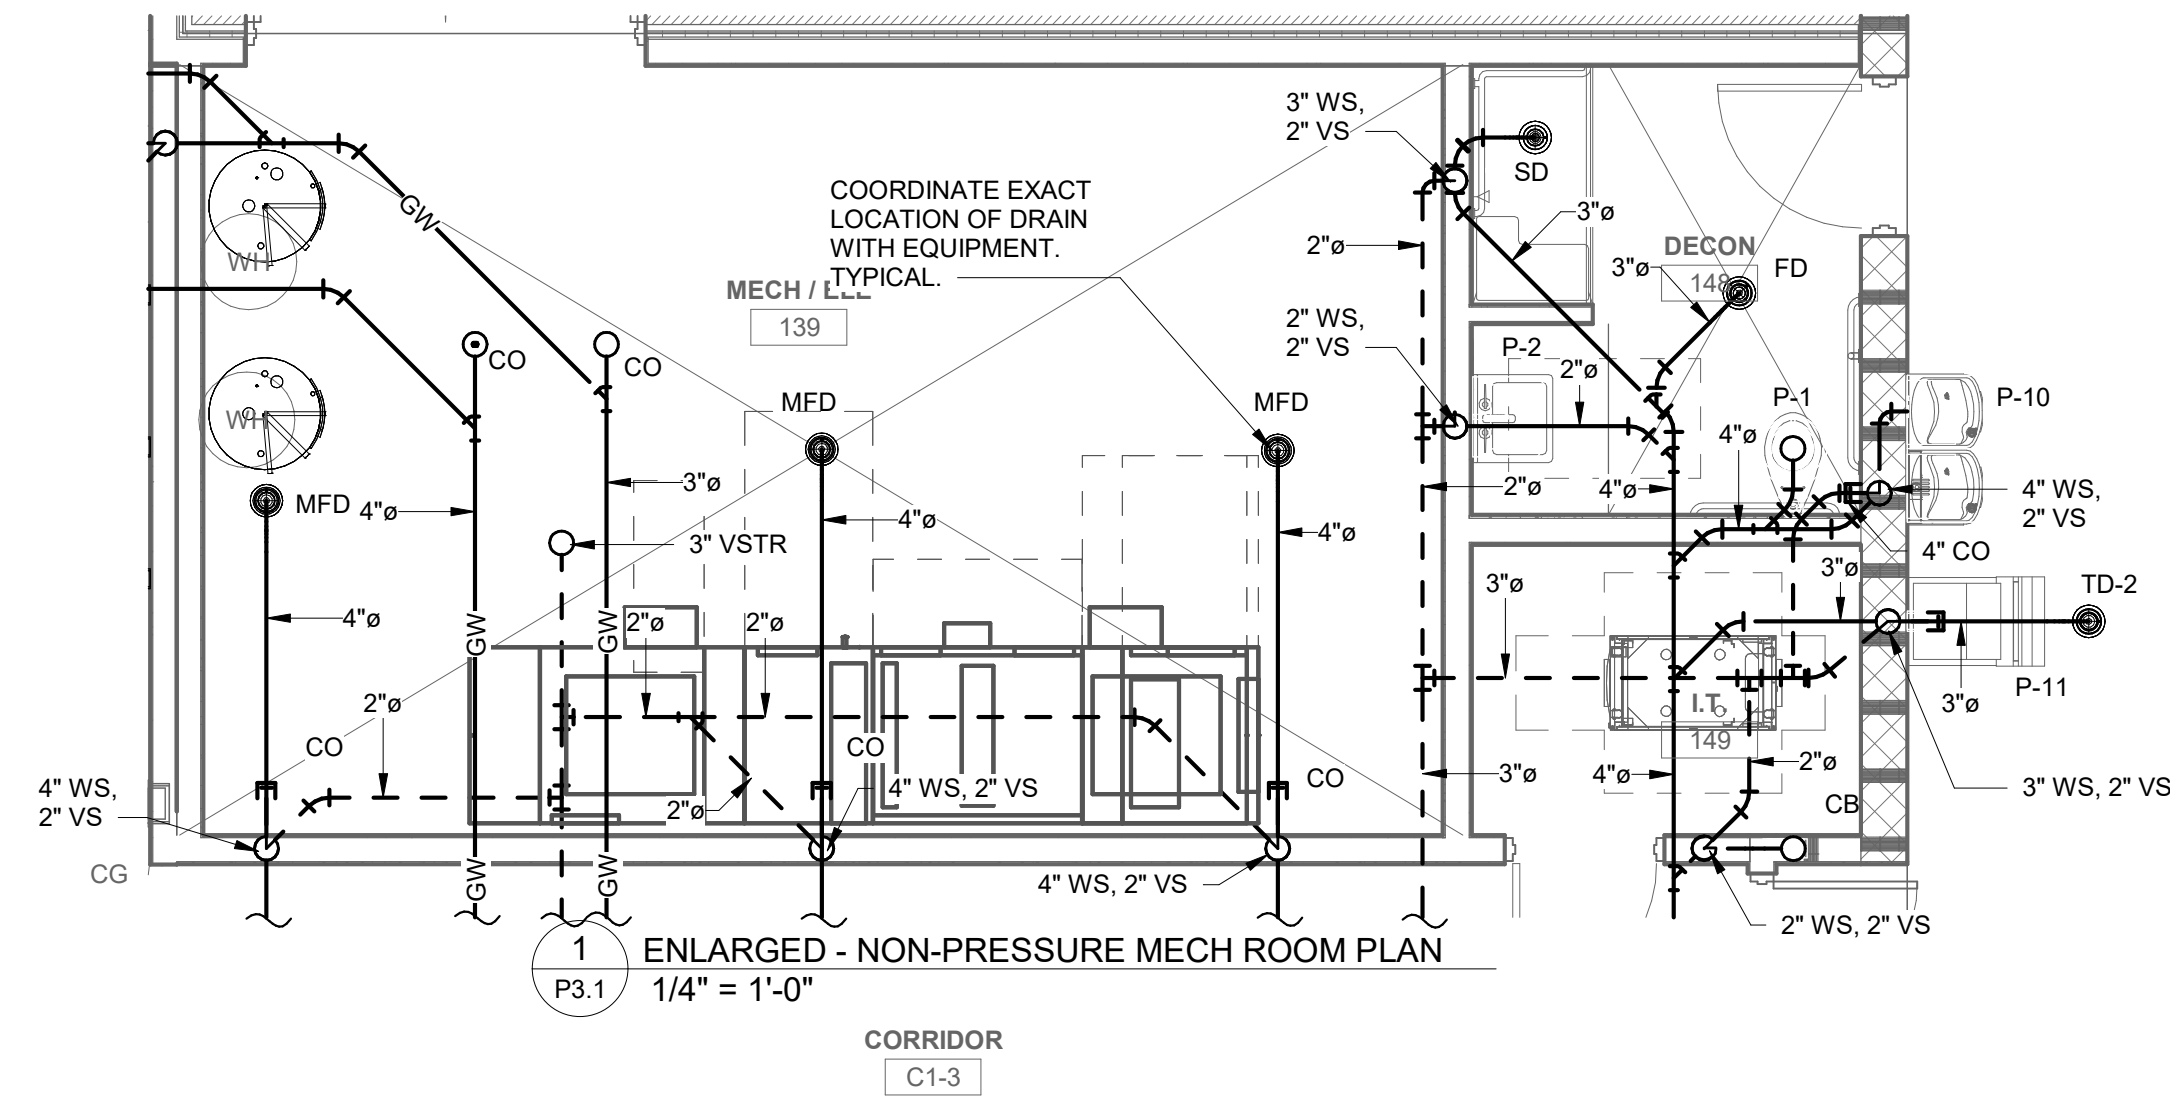 3" WS,
2" VS
SD
COORDINATE EXACT
LOCATION OF DRAIN
WITH EQUIPMENT.
TYPICAL.
GW
3"ø
2"ø
DECON
148
FD
3"ø
WH
MECH / ELE
139
2" WS,
2" VS
P-2
2"ø
CO
CO
P-1
P-10
MFD
MFD
WH
4"ø
3"ø
2"ø
4"ø
4" WS,
2" VS
MFD
4"ø
4"ø
4"ø
3" VSTR
4" CO
3"ø
3"ø
TD-2
4"ø
GW
GW
2"ø
2"ø
2"ø
I.T.
149
3"ø
P-11
CO
CO
CO
4" WS,
2" VS
2"ø
4" WS, 2" VS
3"ø
4"ø
2"ø
3" WS, 2" VS
CB
CG
GW
GW
4" WS, 2" VS
2" WS, 2" VS
1
P3.1
ENLARGED - NON-PRESSURE MECH ROOM PLAN
1/4" = 1'-0"
CORRIDOR
C1-3